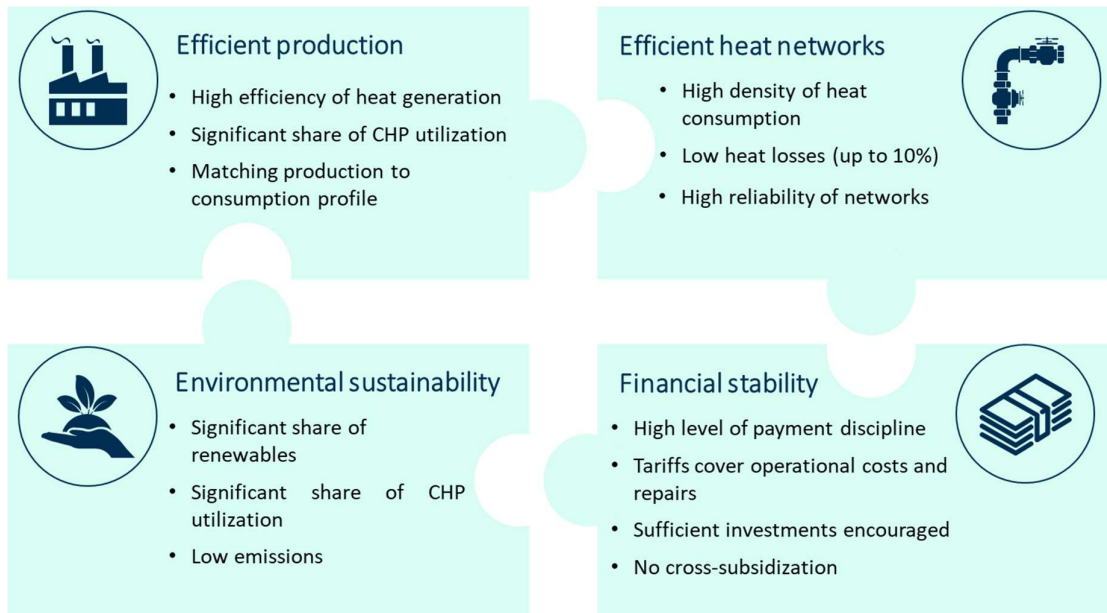 Efficient production
• High efficiency of heat generation
• Significant share of CHP utilization
• Matching production to
consumption profile
Efficient heat networks
• High density of heat
consumption
• Low heat losses (up to 10%)
• High reliability of networks
Environmental sustainability
• Significant share of
renewables
• Significant share of CHP
utilization
• Low emissions
Financial stability
• High level of payment discipline
• Tariffs cover operational costs and
repairs
• Sufficient investments encouraged
• No cross-subsidization